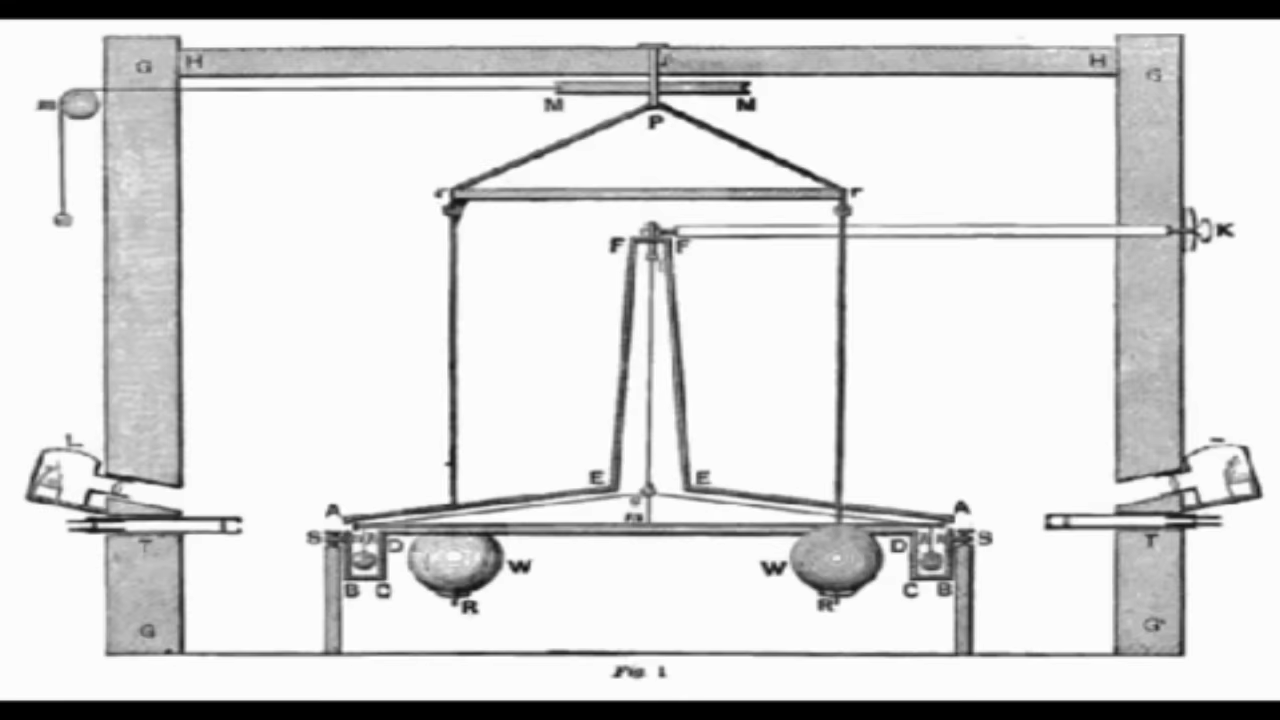 G H H G
m M M
P
r r
F F K
E E
L
A A
S D D S
T T
B C W W C B
R R
G G'
Fig. 1